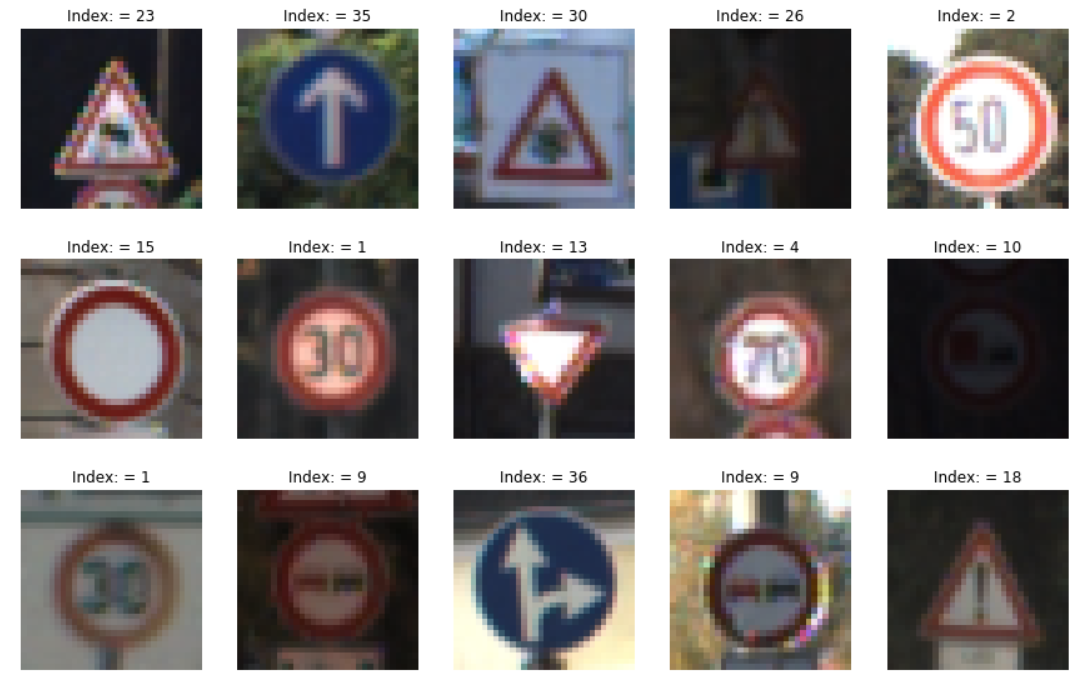 Index: = 23 Index: = 35 Index: = 30 Index: = 26 Index: = 2
50
Index: = 15 Index: = 1 Index: = 13 Index: = 4 Index: = 10
30 70
Index: = 1 Index: = 9 Index: = 36 Index: = 9 Index: = 18
30